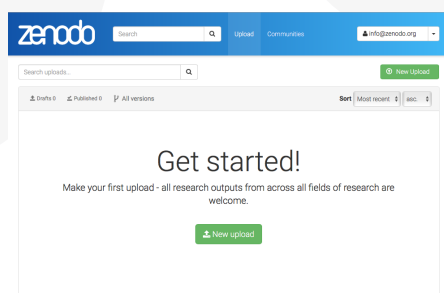 zenodo
Search
Upload
Communities
info@zenodo.org
Search uploads...
New Upload
Drafts 0
Published 0
All versions
Sort
Most recent
asc.
Get started!
Make your first upload - all research outputs from across all fields of research are
welcome.
New upload